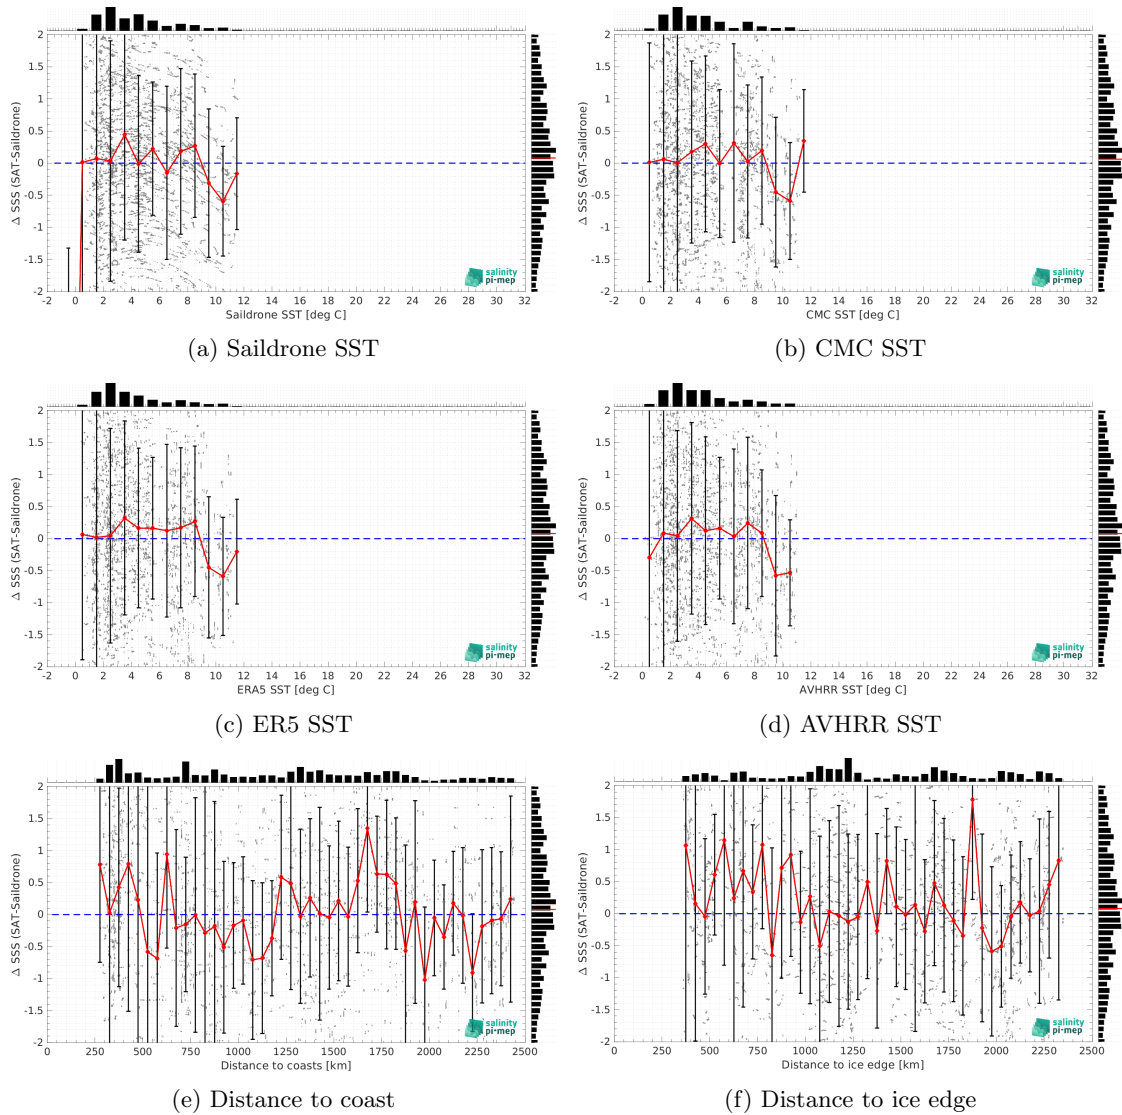 2
1.5
1
0.5
0
-0.5
-1
-1.5
-2
Δ SSS (SAT-Saildrone)
salinity
pi-mep
-2 0 2 4 6 8 10 12 14 16 18 20 22 24 26 28 30 32
Saildrone SST [deg C]
(a) Saildrone SST
2
1.5
1
0.5
0
-0.5
-1
-1.5
-2
Δ SSS (SAT-Saildrone)
salinity
pi-mep
-2 0 2 4 6 8 10 12 14 16 18 20 22 24 26 28 30 32
CMC SST [deg C]
(b) CMC SST
2
1.5
1
0.5
0
-0.5
-1
-1.5
-2
Δ SSS (SAT-Saildrone)
salinity
pi-mep
-2 0 2 4 6 8 10 12 14 16 18 20 22 24 26 28 30 32
ERA5 SST [deg C]
(c) ER5 SST
2
1.5
1
0.5
0
-0.5
-1
-1.5
-2
Δ SSS (SAT-Saildrone)
salinity
pi-mep
-2 0 2 4 6 8 10 12 14 16 18 20 22 24 26 28 30 32
AVHRR SST [deg C]
(d) AVHRR SST
2
1.5
1
0.5
0
-0.5
-1
-1.5
-2
Δ SSS (SAT-Saildrone)
salinity
pi-mep
0 250 500 750 1000 1250 1500 1750 2000 2250 2500
Distance to coasts [km]
(e) Distance to coast
2
1.5
1
0.5
0
-0.5
-1
-1.5
-2
Δ SSS (SAT-Saildrone)
salinity
pi-mep
0 250 500 750 1000 1250 1500 1750 2000 2250 2500
Distance to ice edge [km]
(f) Distance to ice edge